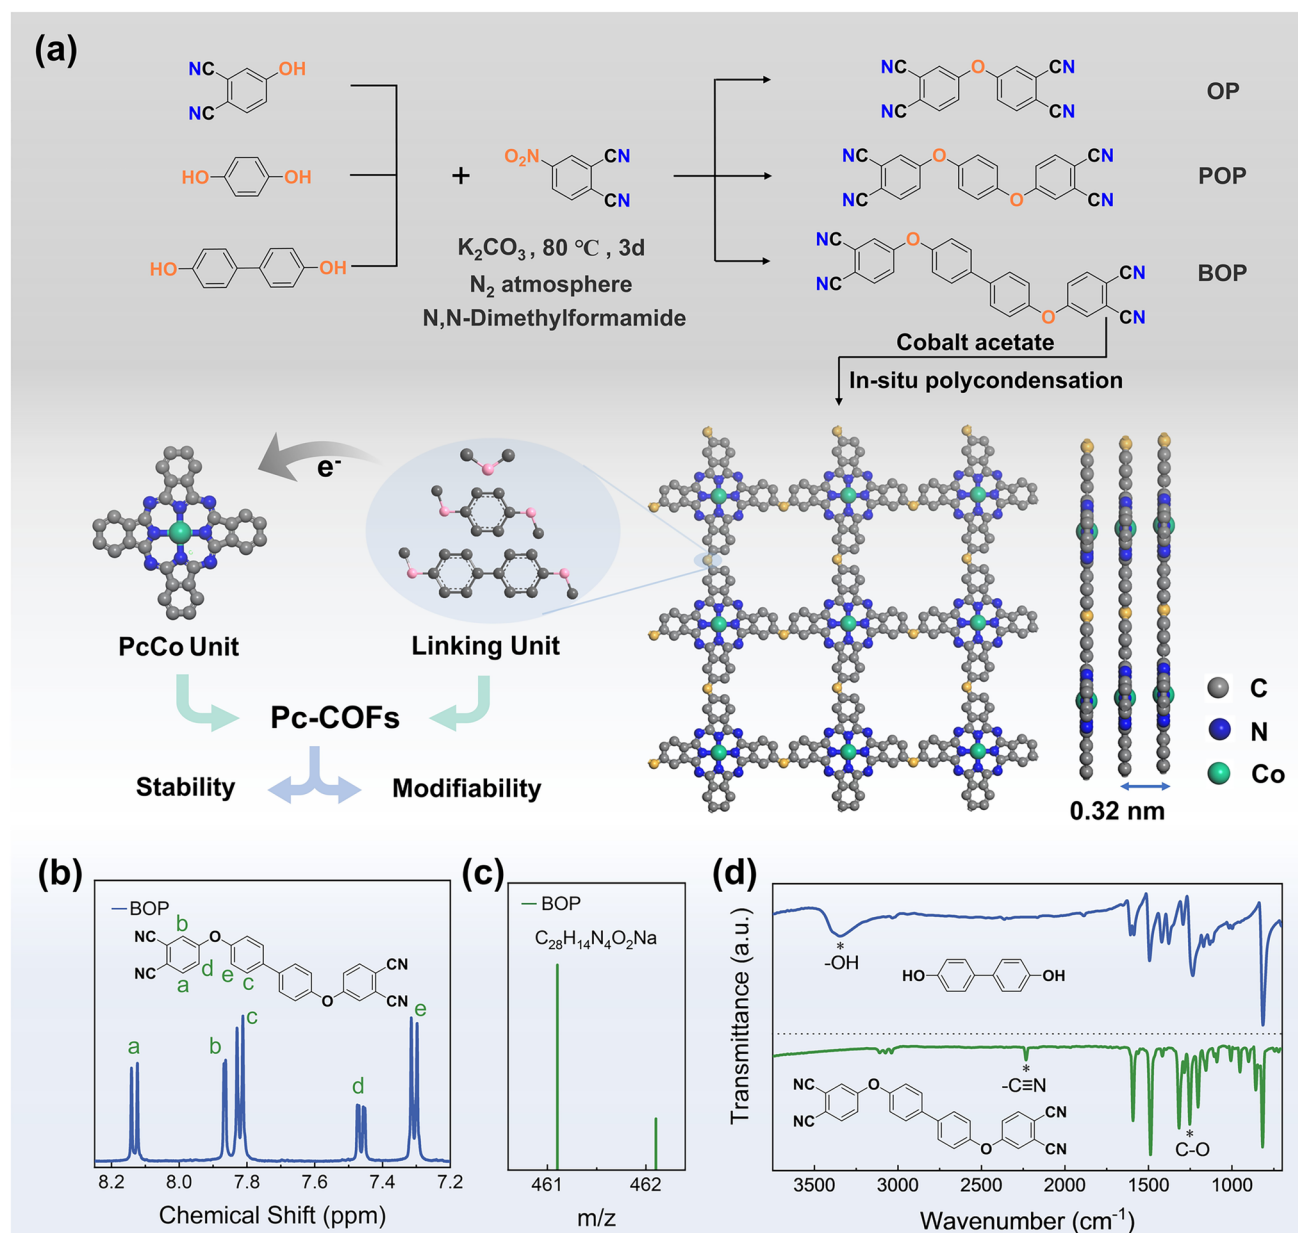 (a)
NC
OH
NC
HO
OH
HO
OH
+
O₂N
CN
CN
K₂CO₃ , 80 ℃ , 3d
N₂ atmosphere
N,N-Dimethylformamide
NC
O
CN
NC
CN
OP
NC
O
CN
NC
O
CN
POP
NC
O
NC
CN
O
CN
BOP
Cobalt acetate
In-situ polycondensation
e⁻
PcCo Unit
Linking Unit
Pc-COFs
Stability
Modifiability
C
N
Co
0.32 nm
(b)
BOP
b
NC
O
NC
d
a
e
c
O
CN
CN
a
b
c
d
e
8.2 8.0 7.8 7.6 7.4 7.2
Chemical Shift (ppm)
(c)
BOP
C₂₈H₁₄N₄O₂Na
461 462
m/z
(d)
Transmittance (a.u.)
*
-OH
HO
OH
*
-C≡N
NC
O
NC
O
CN
CN
*
C-O
3500 3000 2500 2000 1500 1000
Wavenumber (cm⁻¹)